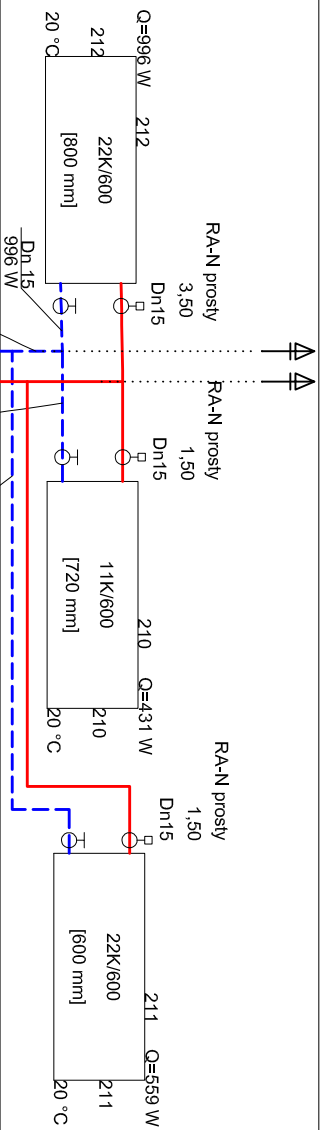 Q=996 W
212
212
20 °C
22K/600
[800 mm]
Dn 15
996 W
RA-N prosty
3,50
Dn15
RA-N prosty
1,50
Dn15
210
Q=431 W
11K/600
[720 mm]
210
20 °C
RA-N prosty
1,50
Dn15
211
Q=559 W
22K/600
[600 mm]
211
20 °C